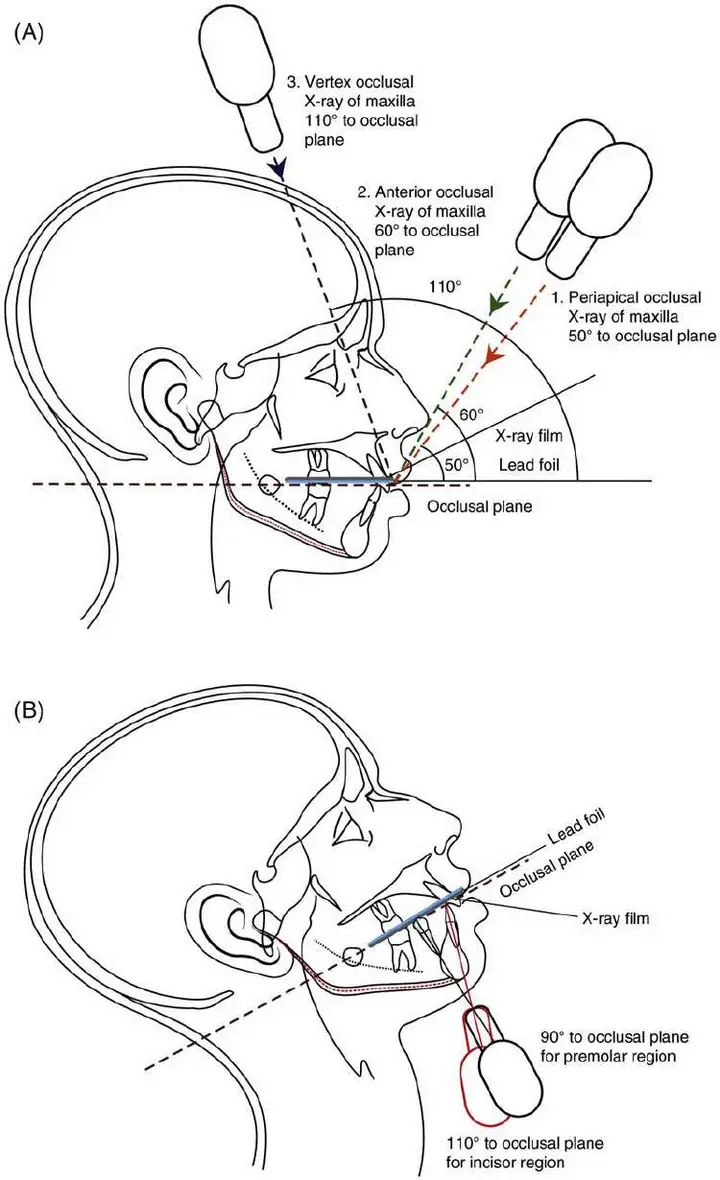 (A)
3. Vertex occlusal
X-ray of maxilla
110° to occlusal
plane
2. Anterior occlusal
X-ray of maxilla
60° to occlusal
plane
110°
1. Periapical occlusal
X-ray of maxilla
50° to occlusal plane
60°
X-ray film
50°
Lead foil
Occlusal plane
(B)
Lead foil
Occlusal plane
X-ray film
90° to occlusal plane
for premolar region
110° to occlusal plane
for incisor region